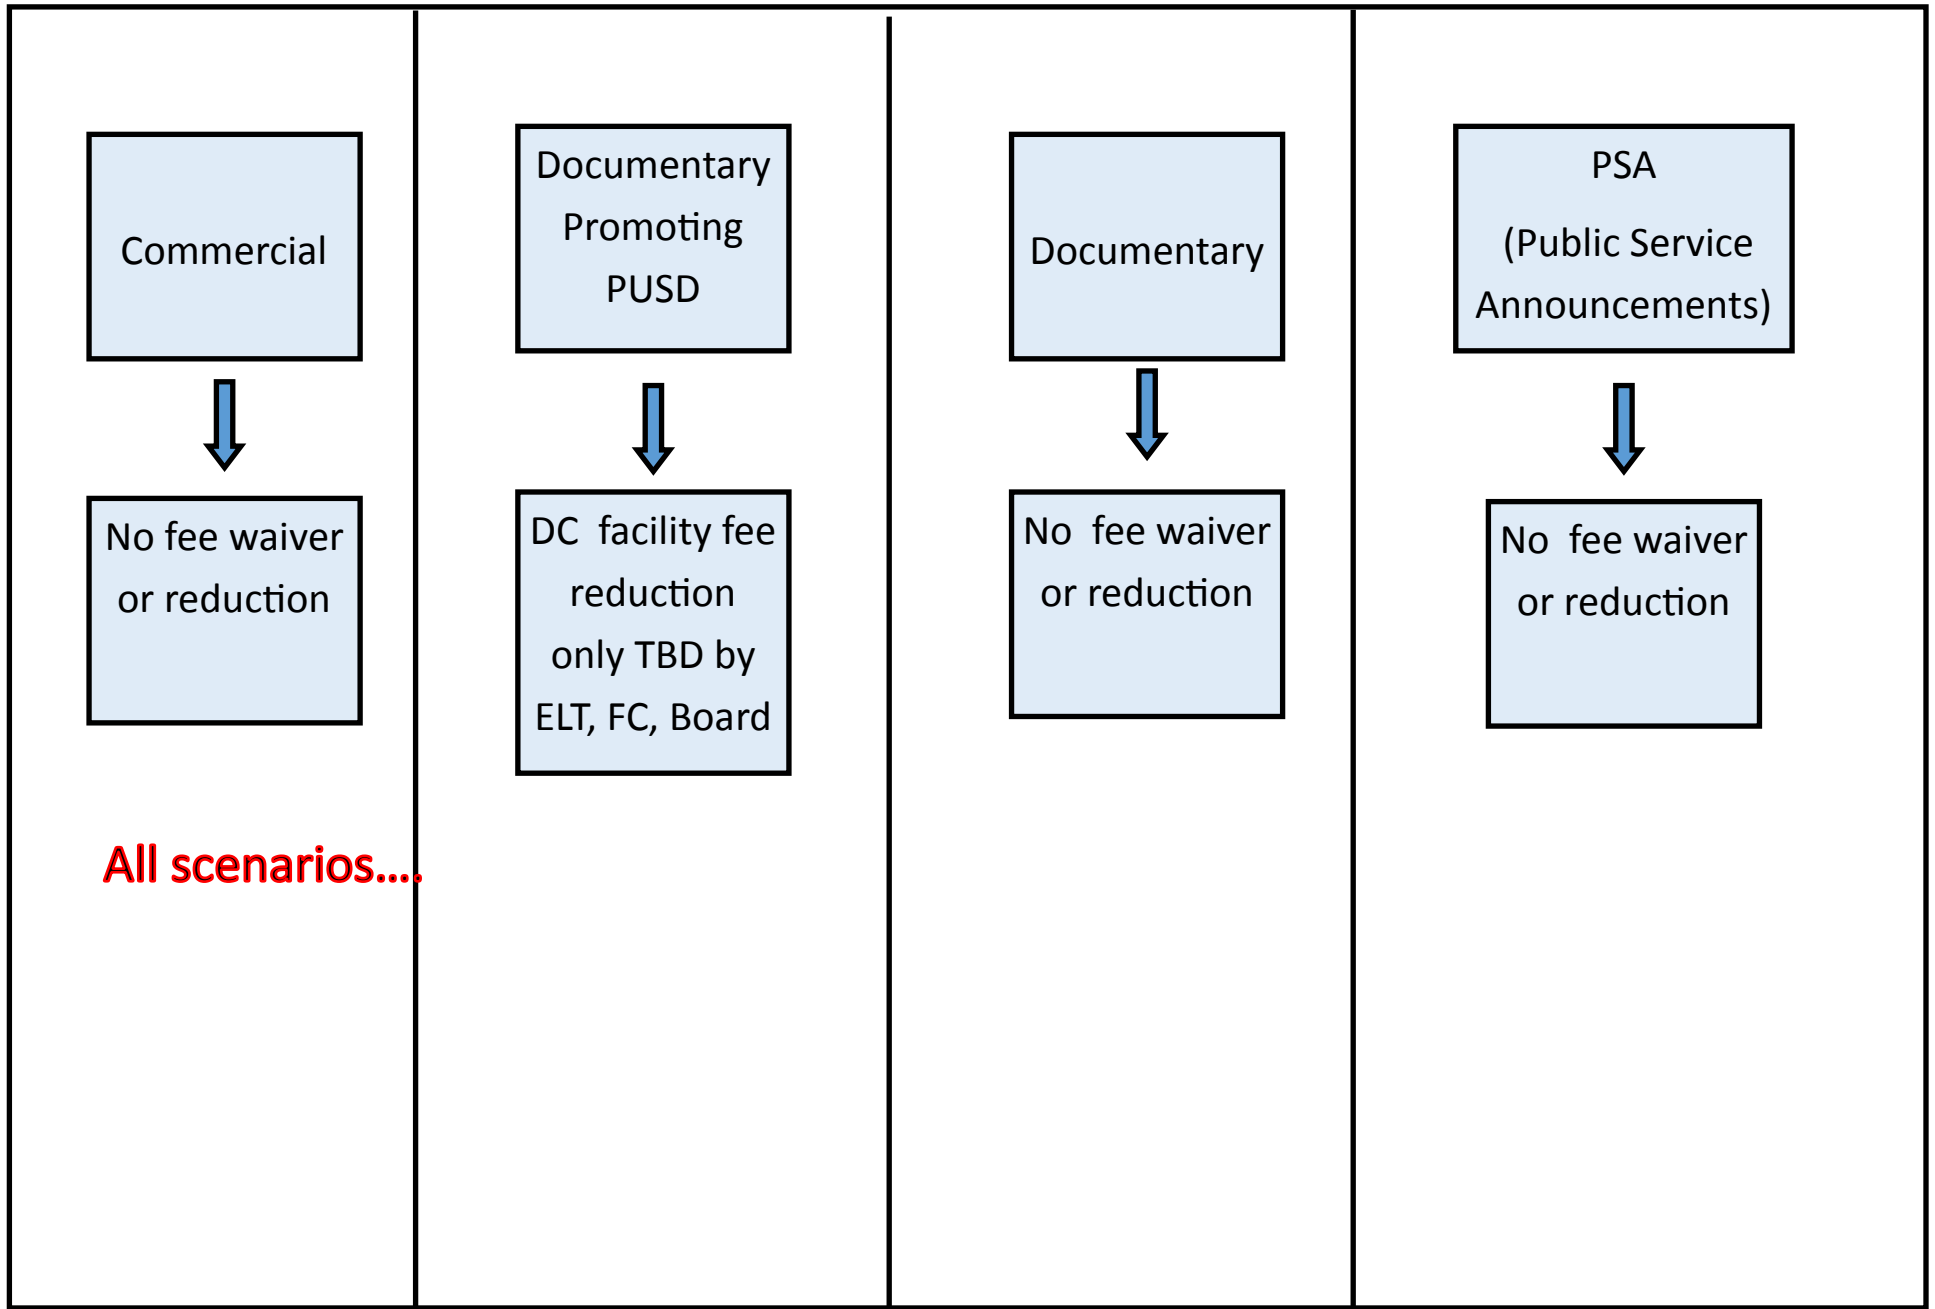 Commercial
No fee waiver
or reduction
All scenarios....
Documentary
Promoting
PUSD
DC  facility fee
reduction
only TBD by
ELT, FC, Board
Documentary
No  fee waiver
or reduction
PSA
(Public Service
Announcements)
No  fee waiver
or reduction